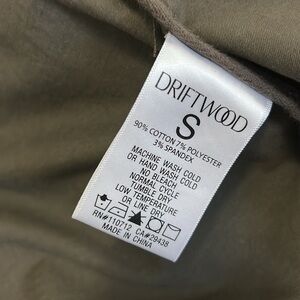 DRIFTWOOD
S
90% COTTON 7% POLYESTER
3% SPANDEX
MACHINE WASH COLD
OR HAND WASH COLD
NO BLEACH
NORMAL CYCLE
TUMBLE DRY
LOW TEMPERATURE
OR LINE DRY
RN#110712 CA#29438
MADE IN CHINA